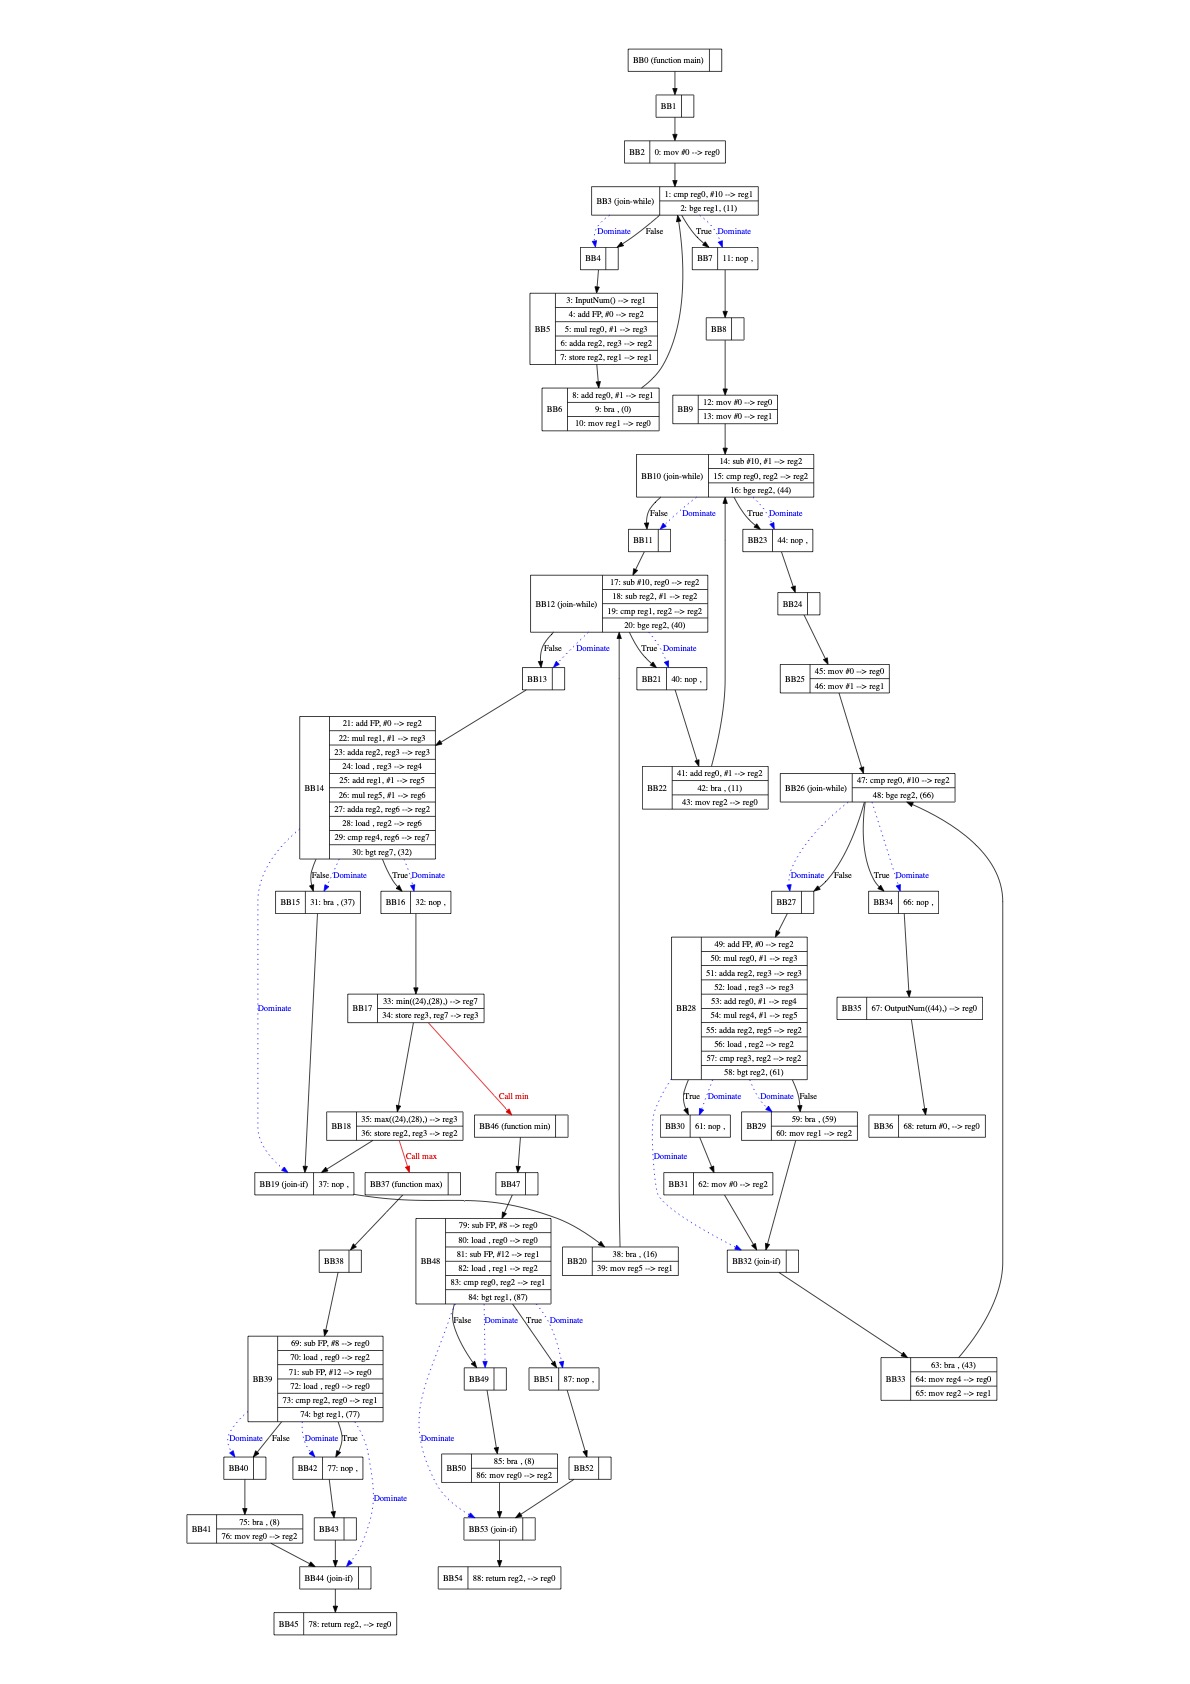 BB0 (function main)
BB1
BB2
0: mov #0 --> reg0
BB3 (join-while)
1: cmp reg0, #10 --> reg1
2: bge reg1, (11)
Dominate
False
True
Dominate
BB4
BB7
11: nop ,
BB5
3: InputNum() --> reg1
4: add FP, #0 --> reg2
5: mul reg0, #1 --> reg3
6: adda reg2, reg3 --> reg2
7: store reg2, reg1 --> reg1
BB8
BB6
8: add reg0, #1 --> reg1
9: bra , (0)
10: mov reg1 --> reg0
BB9
12: mov #0 --> reg0
13: mov #0 --> reg1
BB10 (join-while)
14: sub #10, #1 --> reg2
15: cmp reg0, reg2 --> reg2
16: bge reg2, (44)
False
Dominate
True
Dominate
BB11
BB23
44: nop ,
BB12 (join-while)
17: sub #10, reg0 --> reg2
18: sub reg2, #1 --> reg2
19: cmp reg1, reg2 --> reg2
20: bge reg2, (40)
BB24
False
Dominate
True
Dominate
BB13
BB21
40: nop ,
BB25
45: mov #0 --> reg0
46: mov #1 --> reg1
BB14
21: add FP, #0 --> reg2
22: mul reg1, #1 --> reg3
23: adda reg2, reg3 --> reg3
24: load , reg3 --> reg4
25: add reg1, #1 --> reg5
26: mul reg5, #1 --> reg6
27: adda reg2, reg6 --> reg2
28: load , reg2 --> reg6
29: cmp reg4, reg6 --> reg7
30: bgt reg7, (32)
BB22
41: add reg0, #1 --> reg2
42: bra , (11)
43: mov reg2 --> reg0
BB26 (join-while)
47: cmp reg0, #10 --> reg2
48: bge reg2, (66)
False
Dominate
True
Dominate
Dominate
False
True
Dominate
BB15
31: bra , (37)
BB16
32: nop ,
BB27
BB34
66: nop ,
BB28
49: add FP, #0 --> reg2
50: mul reg0, #1 --> reg3
51: adda reg2, reg3 --> reg3
52: load , reg3 --> reg3
53: add reg0, #1 --> reg4
54: mul reg4, #1 --> reg5
55: adda reg2, reg5 --> reg2
56: load , reg2 --> reg2
57: cmp reg3, reg2 --> reg2
58: bgt reg2, (61)
Dominate
BB17
33: min((24),(28),) --> reg7
34: store reg3, reg7 --> reg3
BB35
67: OutputNum((44),) --> reg0
Call min
True
Dominate
Dominate
False
BB18
35: max((24),(28),) --> reg3
36: store reg2, reg3 --> reg2
BB46 (function min)
BB30
61: nop ,
BB29
59: bra , (59)
60: mov reg1 --> reg2
BB36
68: return #0, --> reg0
Call max
Dominate
BB19 (join-if)
37: nop ,
BB37 (function max)
BB47
BB31
62: mov #0 --> reg2
BB38
BB48
79: sub FP, #8 --> reg0
80: load , reg0 --> reg0
81: sub FP, #12 --> reg1
82: load , reg1 --> reg2
83: cmp reg0, reg2 --> reg1
84: bgt reg1, (87)
BB20
38: bra , (16)
39: mov reg5 --> reg1
BB32 (join-if)
False
Dominate
True
Dominate
BB39
69: sub FP, #8 --> reg0
70: load , reg0 --> reg2
71: sub FP, #12 --> reg0
72: load , reg0 --> reg0
73: cmp reg2, reg0 --> reg1
74: bgt reg1, (77)
BB49
BB51
87: nop ,
BB33
63: bra , (43)
64: mov reg4 --> reg0
65: mov reg2 --> reg1
Dominate
False
Dominate
True
Dominate
BB40
BB42
77: nop ,
BB50
85: bra , (8)
86: mov reg0 --> reg2
BB52
Dominate
BB41
75: bra , (8)
76: mov reg0 --> reg2
BB43
BB53 (join-if)
BB44 (join-if)
BB54
88: return reg2, --> reg0
BB45
78: return reg2, --> reg0